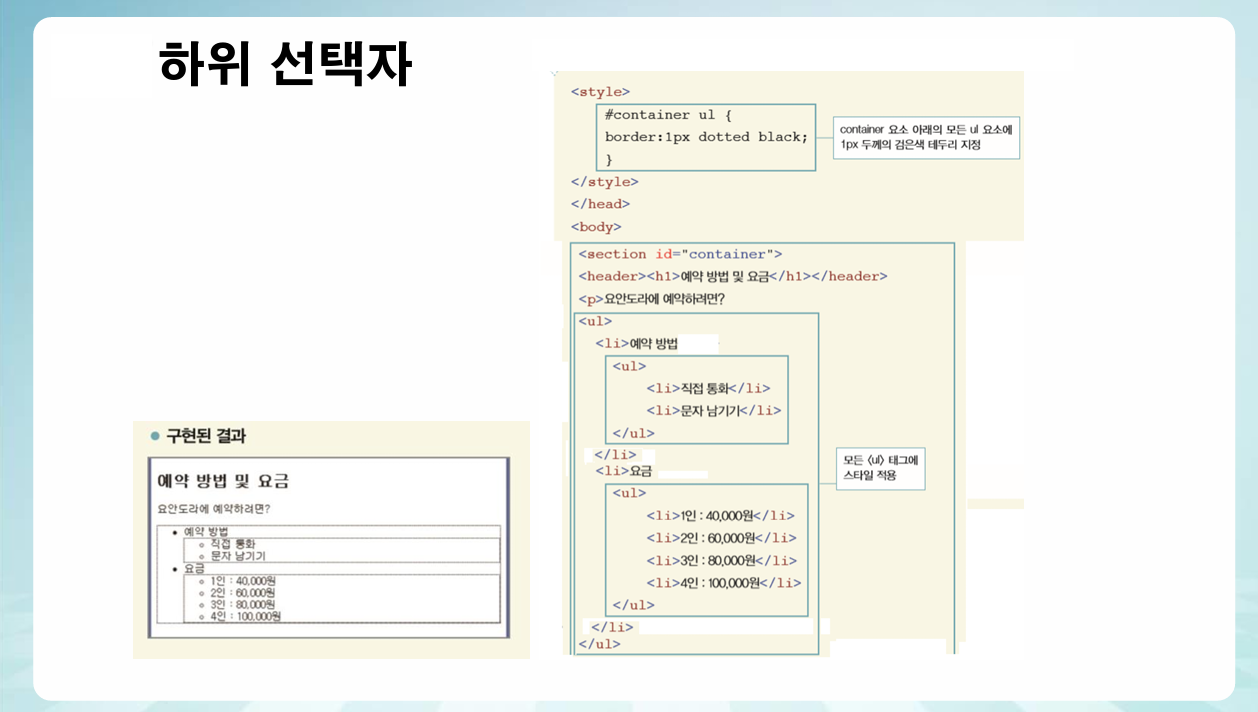 하위 선택자
<style>
#container ul {
border:1px dotted black;
}
</style>
</head>
<body>
container 요소 아래의 모든 ul 요소에
1px 두께의 검은색 테두리 지정
<section id="container">
<header><h1>예약 방법 및 요금</h1></header>
<p>요안도라에 예약하려면?
<ul>
<li>예약 방법
<ul>
<li>직접 통화</li>
<li>문자 남기기</li>
</ul>
</li>
<li>요금
<ul>
<li>1인 : 40,000원</li>
<li>2인 : 60,000원</li>
<li>3인 : 80,000원</li>
<li>4인 : 100,000원</li>
</ul>
</li>
</ul>
모든 <ul> 태그에
스타일 적용
구현된 결과
예약 방법 및 요금
요안도라에 예약하려면?
예약 방법
직접 통화
문자 남기기
요금
1인 : 40,000원
2인 : 60,000원
3인 : 80,000원
4인 : 100,000원